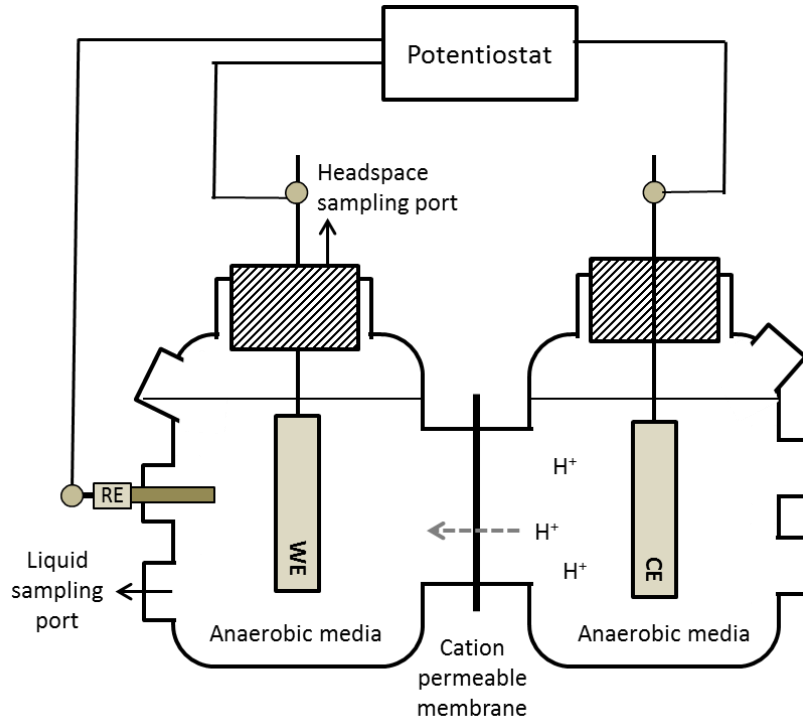 Potentiostat
Headspace
sampling port
RE
WE
CE
H⁺
H⁺
H⁺
Liquid
sampling
port
Anaerobic media
Cation
permeable
membrane
Anaerobic media